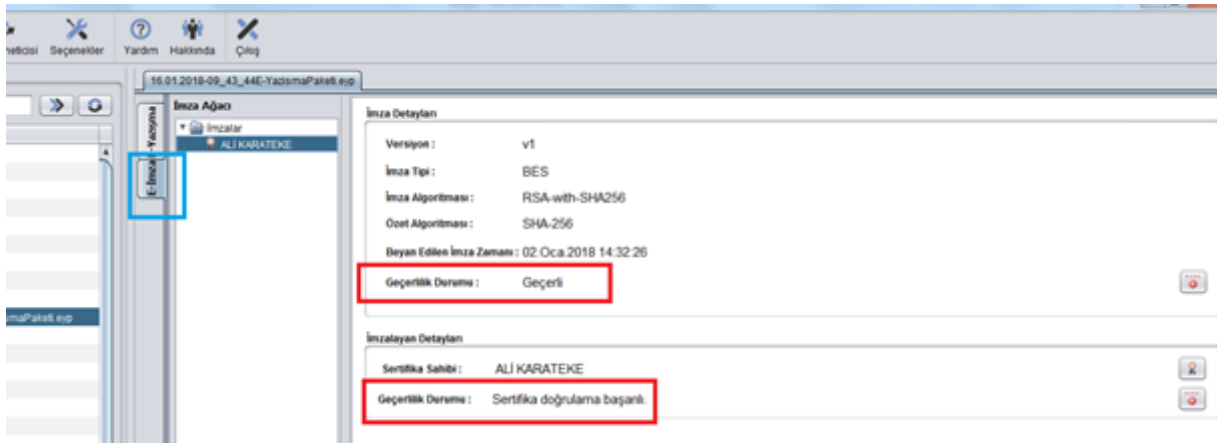 neticisi Seçenekler Yardım Hakkında Çıkış
16.01.2018-09_43_44E-YazismaPaketi.eyp
E-Yazışma
E-İmza
İmza Ağacı
İmzalar
ALİ KARATEKE
maPaketi.eyp
İmza Detayları
Versiyon : v1
İmza Tipi : BES
İmza Algoritması : RSA-with-SHA256
Özet Algoritması : SHA-256
Beyan Edilen İmza Zamanı : 02.Oca.2018 14:32:26
Geçerlilik Durumu : Geçerli
İmzalayan Detayları
Sertifika Sahibi : ALİ KARATEKE
Geçerlilik Durumu : Sertifika doğrulama başarılı.